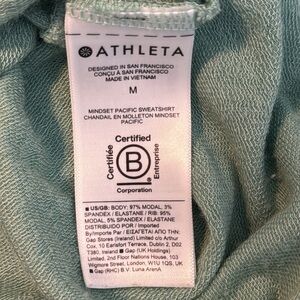 ATHLETA
DESIGNED IN SAN FRANCISCO
CONÇU À SAN FRANCISCO
MADE IN VIETNAM
M
MINDSET PACIFIC SWEATSHIRT
CHANDAIL EN MOLLETON MINDSET
PACIFIC
Certified
Certifiée
B
Entreprise
Corporation
US/GB: BODY: 97% MODAL, 3%
SPANDEX / ELASTANE / RIB: 95%
MODAL, 5% SPANDEX / ELASTANE
DISTRIBUIDO POR / Imported
By/Importé Par / ΕΙΣΑΓΕΤΑΙ ΑΠΟ ΤΗΝ:
Gap Stores (Ireland) Limited c/o Arthur
Cox, 10 Earlsfort Terrace, Dublin 2, D02
T380, Ireland Gap (UK Holdings)
Limited, 2nd Floor Nations House, 103
Wigmore Street, London, W1U 1QS, UK
Gap (RHC) B.V. Luna ArenA